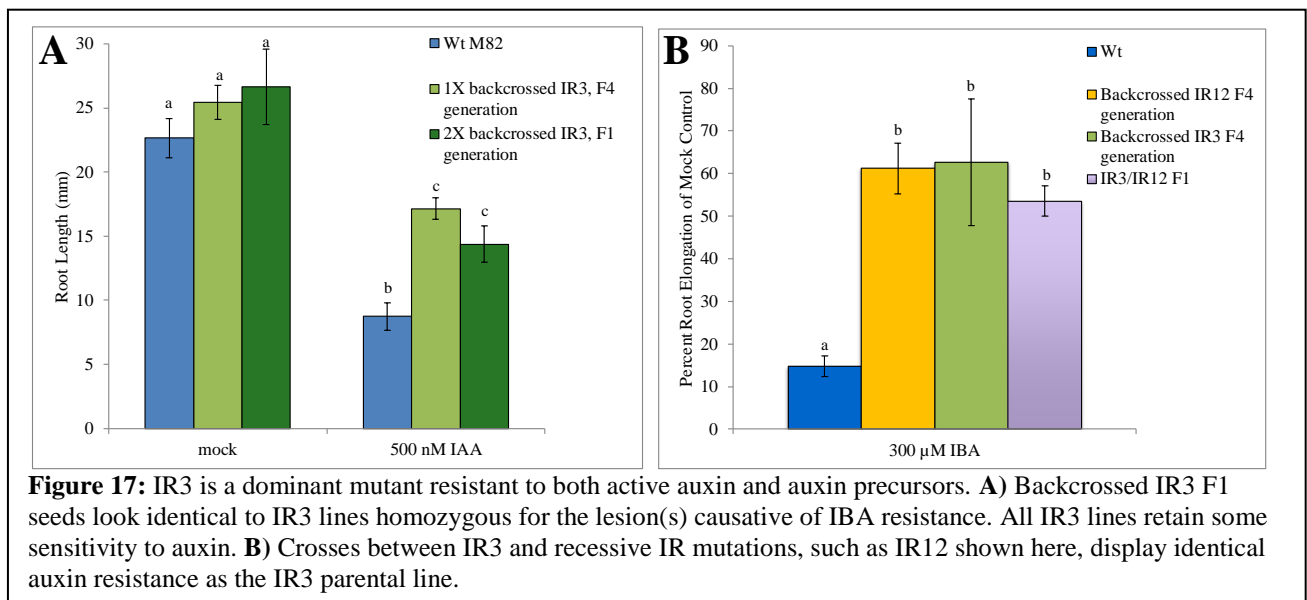 A
Root Length (mm)
30
25
20
15
10
5
0
a
a
a
b
c
c
mock
500 nM IAA
Wt M82
1X backcrossed IR3, F4
generation
2X backcrossed IR3, F1
generation
B
Percent Root Elongation of Mock Control
90
80
70
60
50
40
30
20
10
0
a
b
b
b
300 µM IBA
Wt
Backcrossed IR12 F4
generation
Backcrossed IR3 F4
generation
IR3/IR12 F1
Figure 17: IR3 is a dominant mutant resistant to both active auxin and auxin precursors. A) Backcrossed IR3 F1
seeds look identical to IR3 lines homozygous for the lesion(s) causative of IBA resistance. All IR3 lines retain some
sensitivity to auxin. B) Crosses between IR3 and recessive IR mutations, such as IR12 shown here, display identical
auxin resistance as the IR3 parental line.